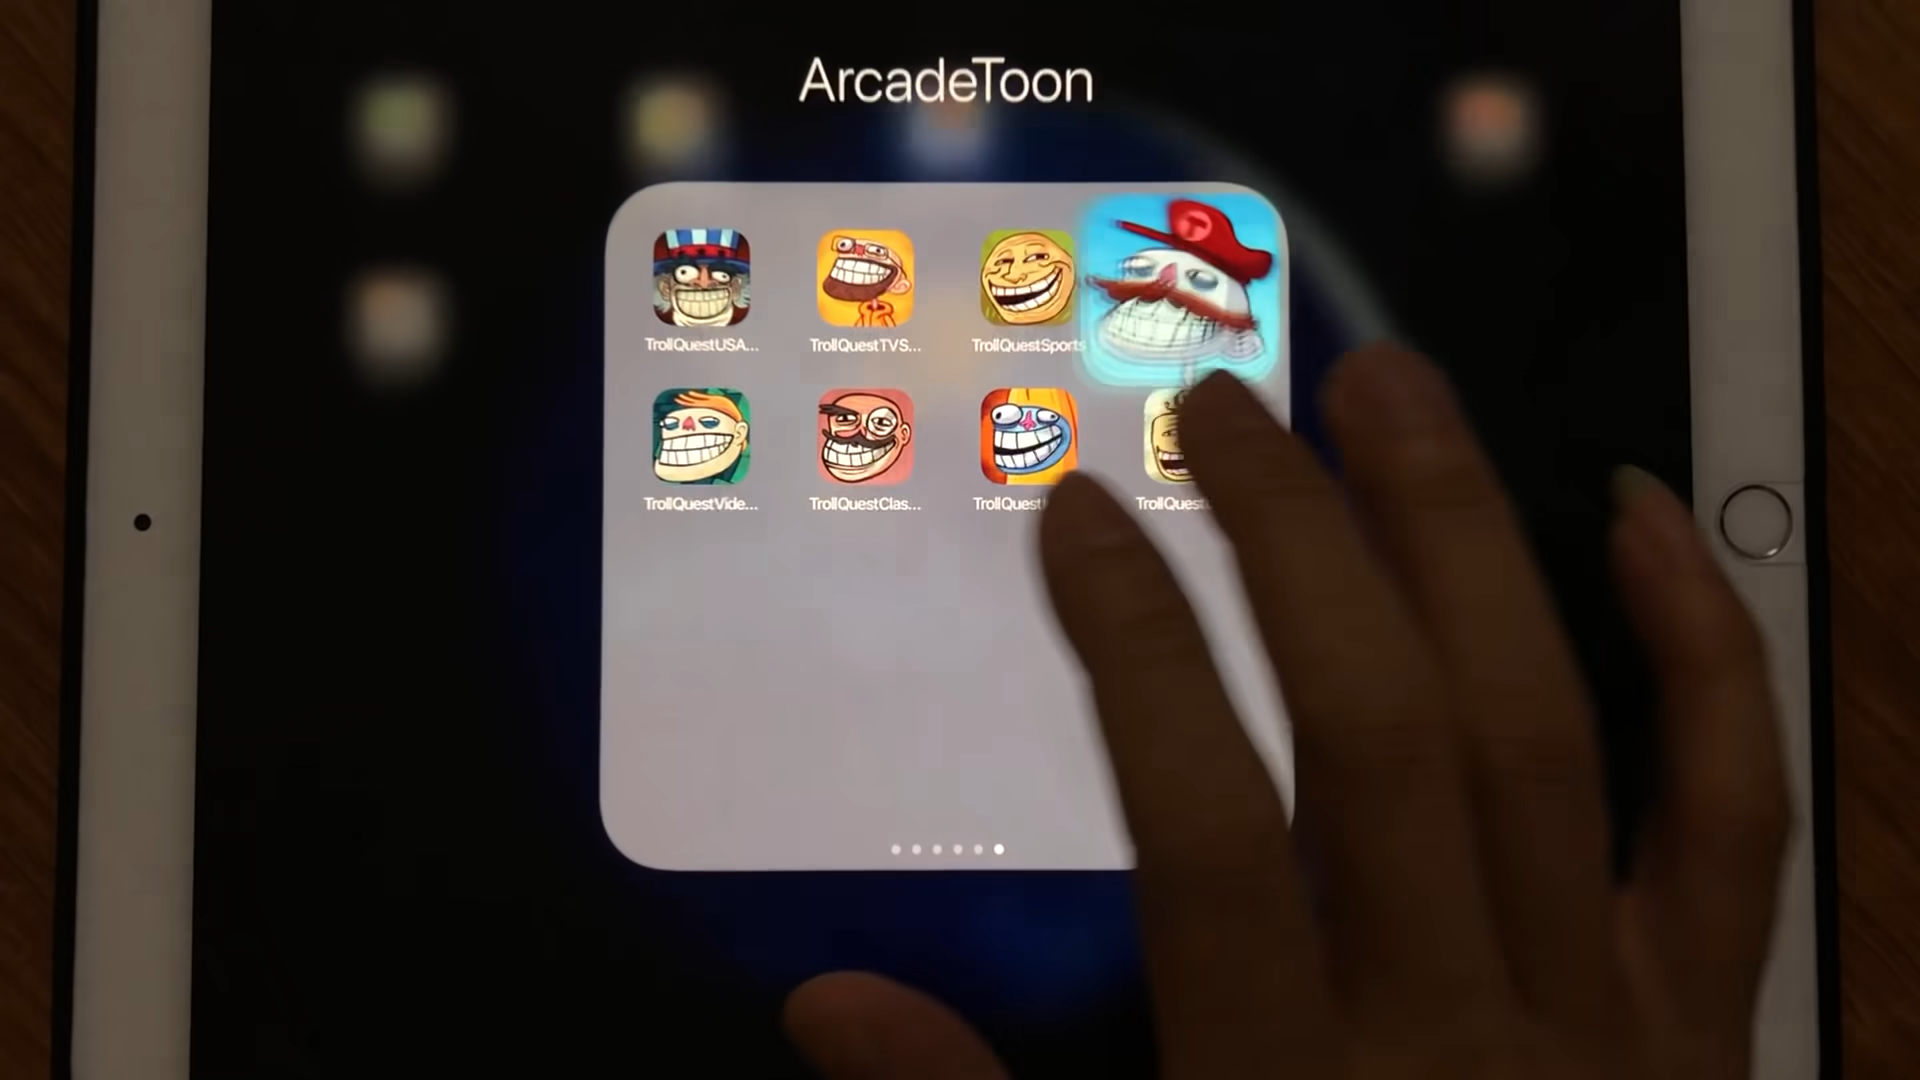 ArcadeToon
T
TrollQuestUSA...
TrollQuestTVS...
TrollQuestSports
TrollQuestVide...
TrollQuestClas...
TrollQuest
TrollQuest